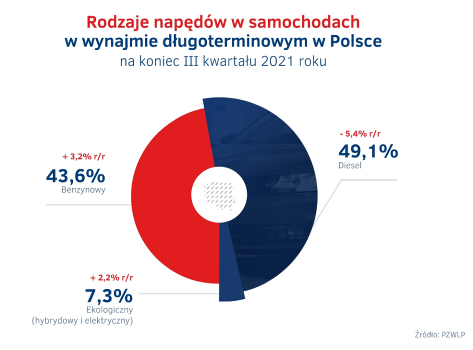 Rodzaje napędów w samochodach
w wynajmie długoterminowym w Polsce
na koniec III kwartału 2021 roku
- 5,4% r/r
49,1%
Diesel
+ 3,2% r/r
43,6%
Benzynowy
+ 2,2% r/r
7,3%
Ekologiczny
(hybrydowy i elektryczny)
Źródło: PZWLP